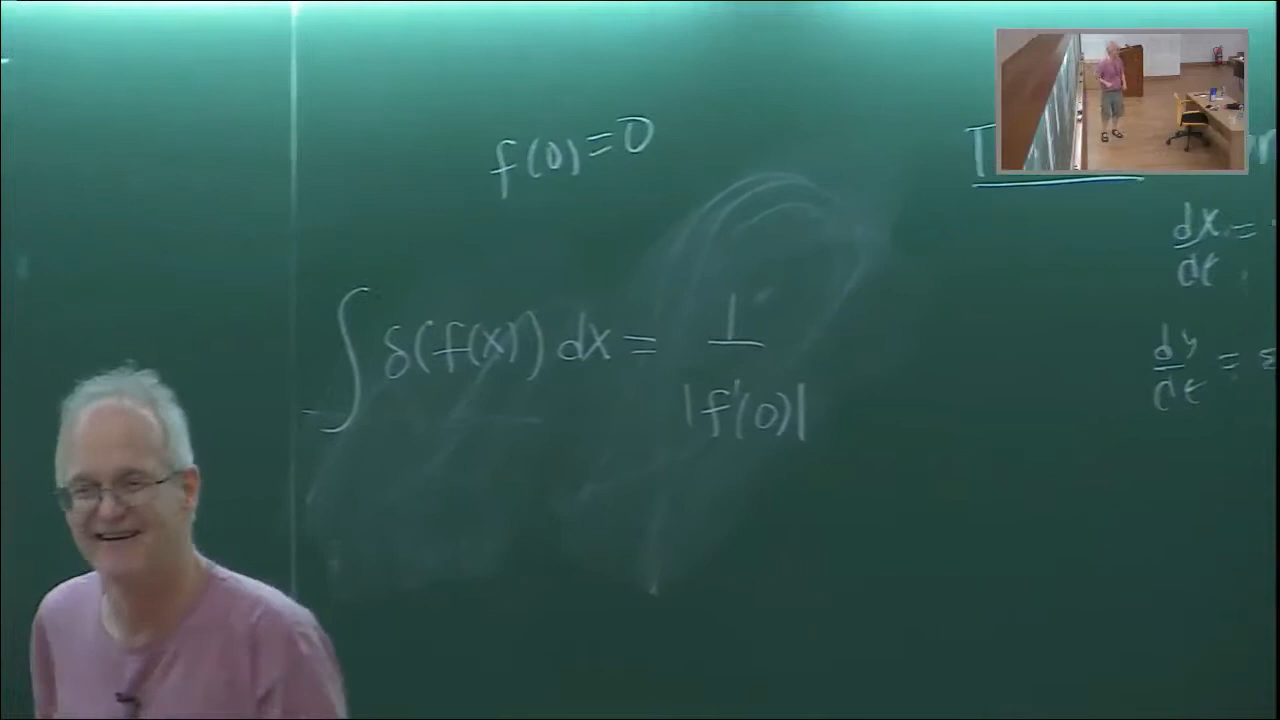 f(0)=0
∫ δ(f(x)) dx = 1/|f'(0)|
dx/dt =
dy/dt =